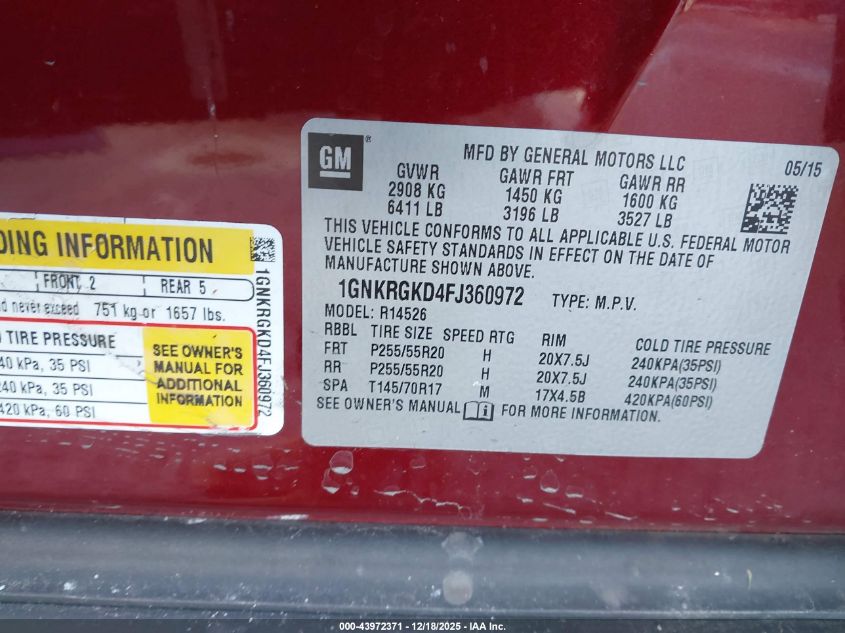 DING INFORMATION
FRONT 2 REAR 5
never exceed 751 kg or 1657 lbs.
TIRE PRESSURE
40 kPa, 35 PSI
240 kPa, 35 PSI
420 kPa, 60 PSI
SEE OWNER'S
MANUAL FOR
ADDITIONAL
INFORMATION
1GNKRGKD4FJ360972
GM®
MFD BY GENERAL MOTORS LLC 05/15
GVWR GAWR FRT GAWR RR
2908 KG 1450 KG 1600 KG
6411 LB 3196 LB 3527 LB
THIS VEHICLE CONFORMS TO ALL APPLICABLE U.S. FEDERAL MOTOR
VEHICLE SAFETY STANDARDS IN EFFECT ON THE DATE OF
MANUFACTURE SHOWN ABOVE.
1GNKRGKD4FJ360972 TYPE: M.P.V.
MODEL: R14526
RBBL TIRE SIZE SPEED RTG RIM COLD TIRE PRESSURE
FRT P255/55R20 H 20X7.5J 240KPA(35PSI)
RR P255/55R20 H 20X7.5J 240KPA(35PSI)
SPA T145/70R17 M 17X4.5B 420KPA(60PSI)
SEE OWNER'S MANUAL FOR MORE INFORMATION.
000-43972371 - 12/18/2025 - IAA Inc.